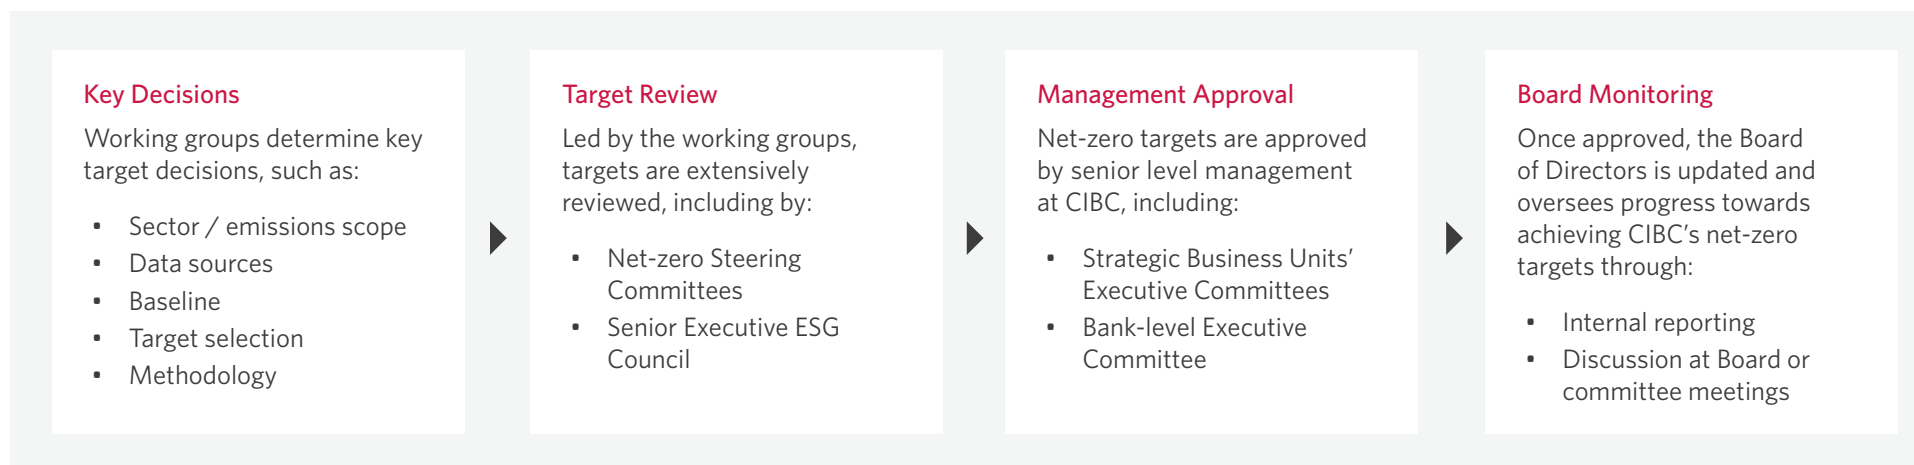 Key Decisions
Working groups determine key
target decisions, such as:
• Sector / emissions scope
• Data sources
• Baseline
• Target selection
• Methodology
Target Review
Led by the working groups,
targets are extensively
reviewed, including by:
• Net-zero Steering
Committees
• Senior Executive ESG
Council
Management Approval
Net-zero targets are approved
by senior level management
at CIBC, including:
• Strategic Business Units’
Executive Committees
• Bank-level Executive
Committee
Board Monitoring
Once approved, the Board
of Directors is updated and
oversees progress towards
achieving CIBC’s net-zero
targets through:
• Internal reporting
• Discussion at Board or
committee meetings